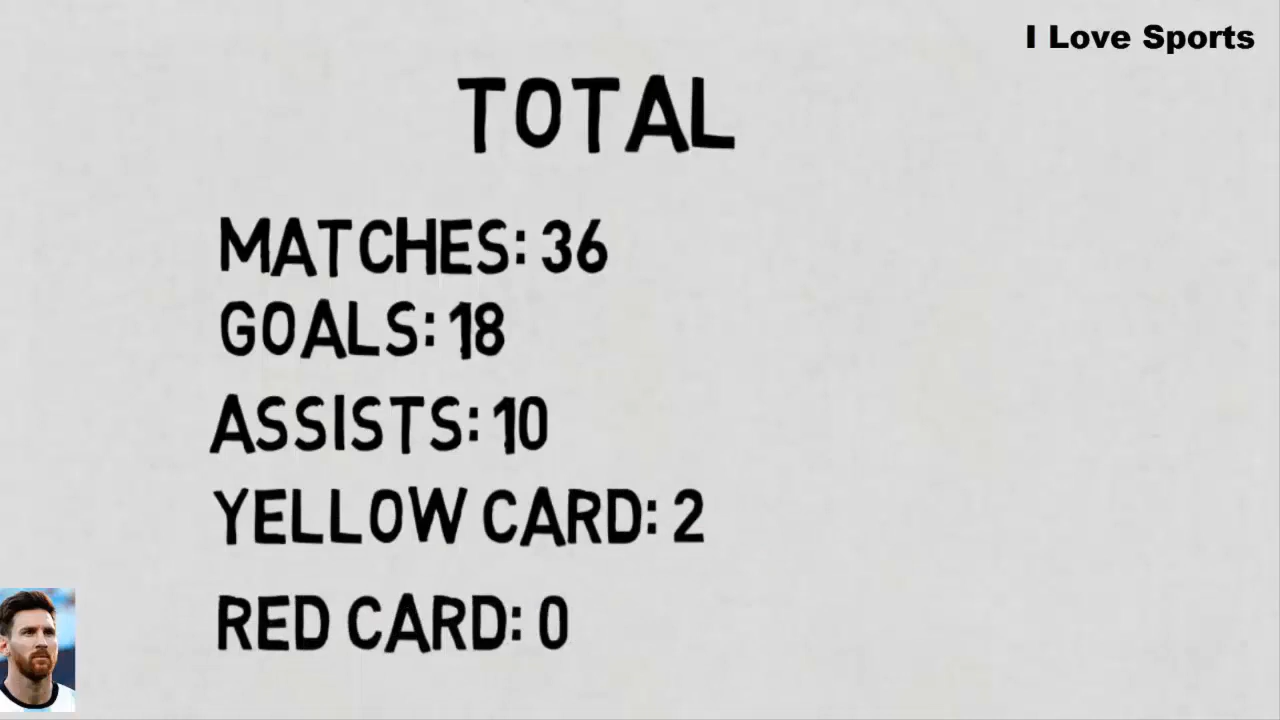 I Love Sports
TOTAL
MATCHES: 36
GOALS: 18
ASSISTS: 10
YELLOW CARD: 2
RED CARD: 0